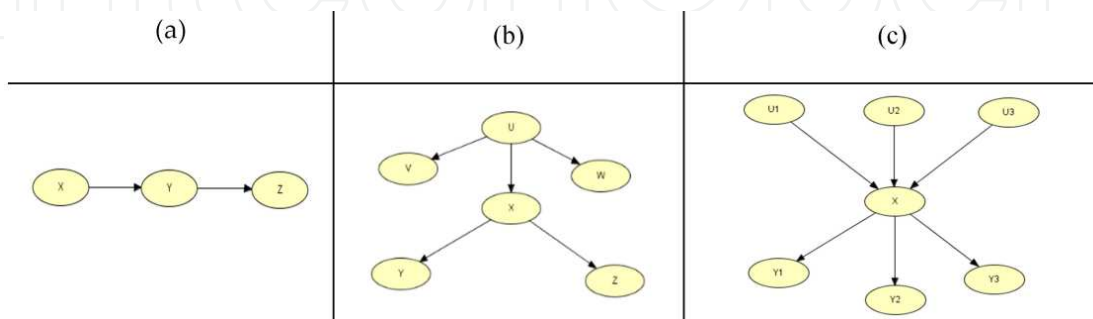 (a) (b) (c)
U1 U2 U3
U
V W
X Y Z
X
X
Y Z
Y1 Y2 Y3